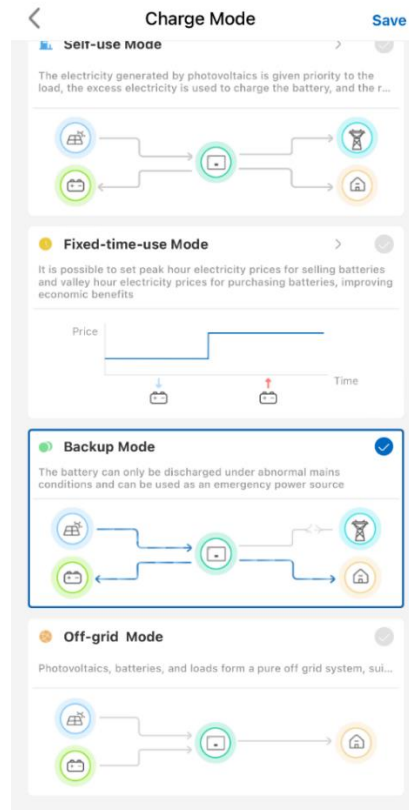 Charge Mode
Save
Self-use Mode
The electricity generated by photovoltaics is given priority to the
load, the excess electricity is used to charge the battery, and the r...
Fixed-time-use Mode
It is possible to set peak hour electricity prices for selling batteries
and valley hour electricity prices for purchasing batteries, improving
economic benefits
Price
Time
Backup Mode
The battery can only be discharged under abnormal mains
conditions and can be used as an emergency power source
Off-grid Mode
Photovoltaics, batteries, and loads form a pure off grid system, sui...